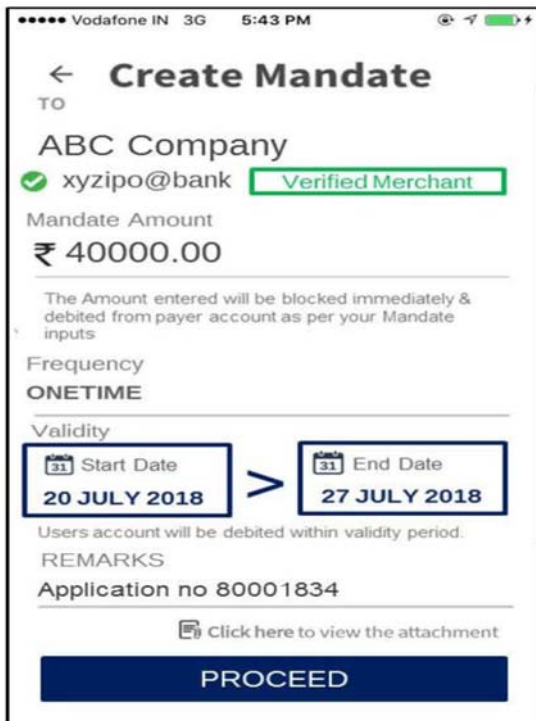 Vodafone IN 3G 5:43 PM
← Create Mandate
TO
ABC Company
xyzipo@bank Verified Merchant
Mandate Amount
₹ 40000.00
The Amount entered will be blocked immediately &
debited from payer account as per your Mandate
inputs
Frequency
ONETIME
Validity
31 Start Date > 31 End Date
20 JULY 2018 27 JULY 2018
Users account will be debited within validity period.
REMARKS
Application no 80001834
Click here to view the attachment
PROCEED